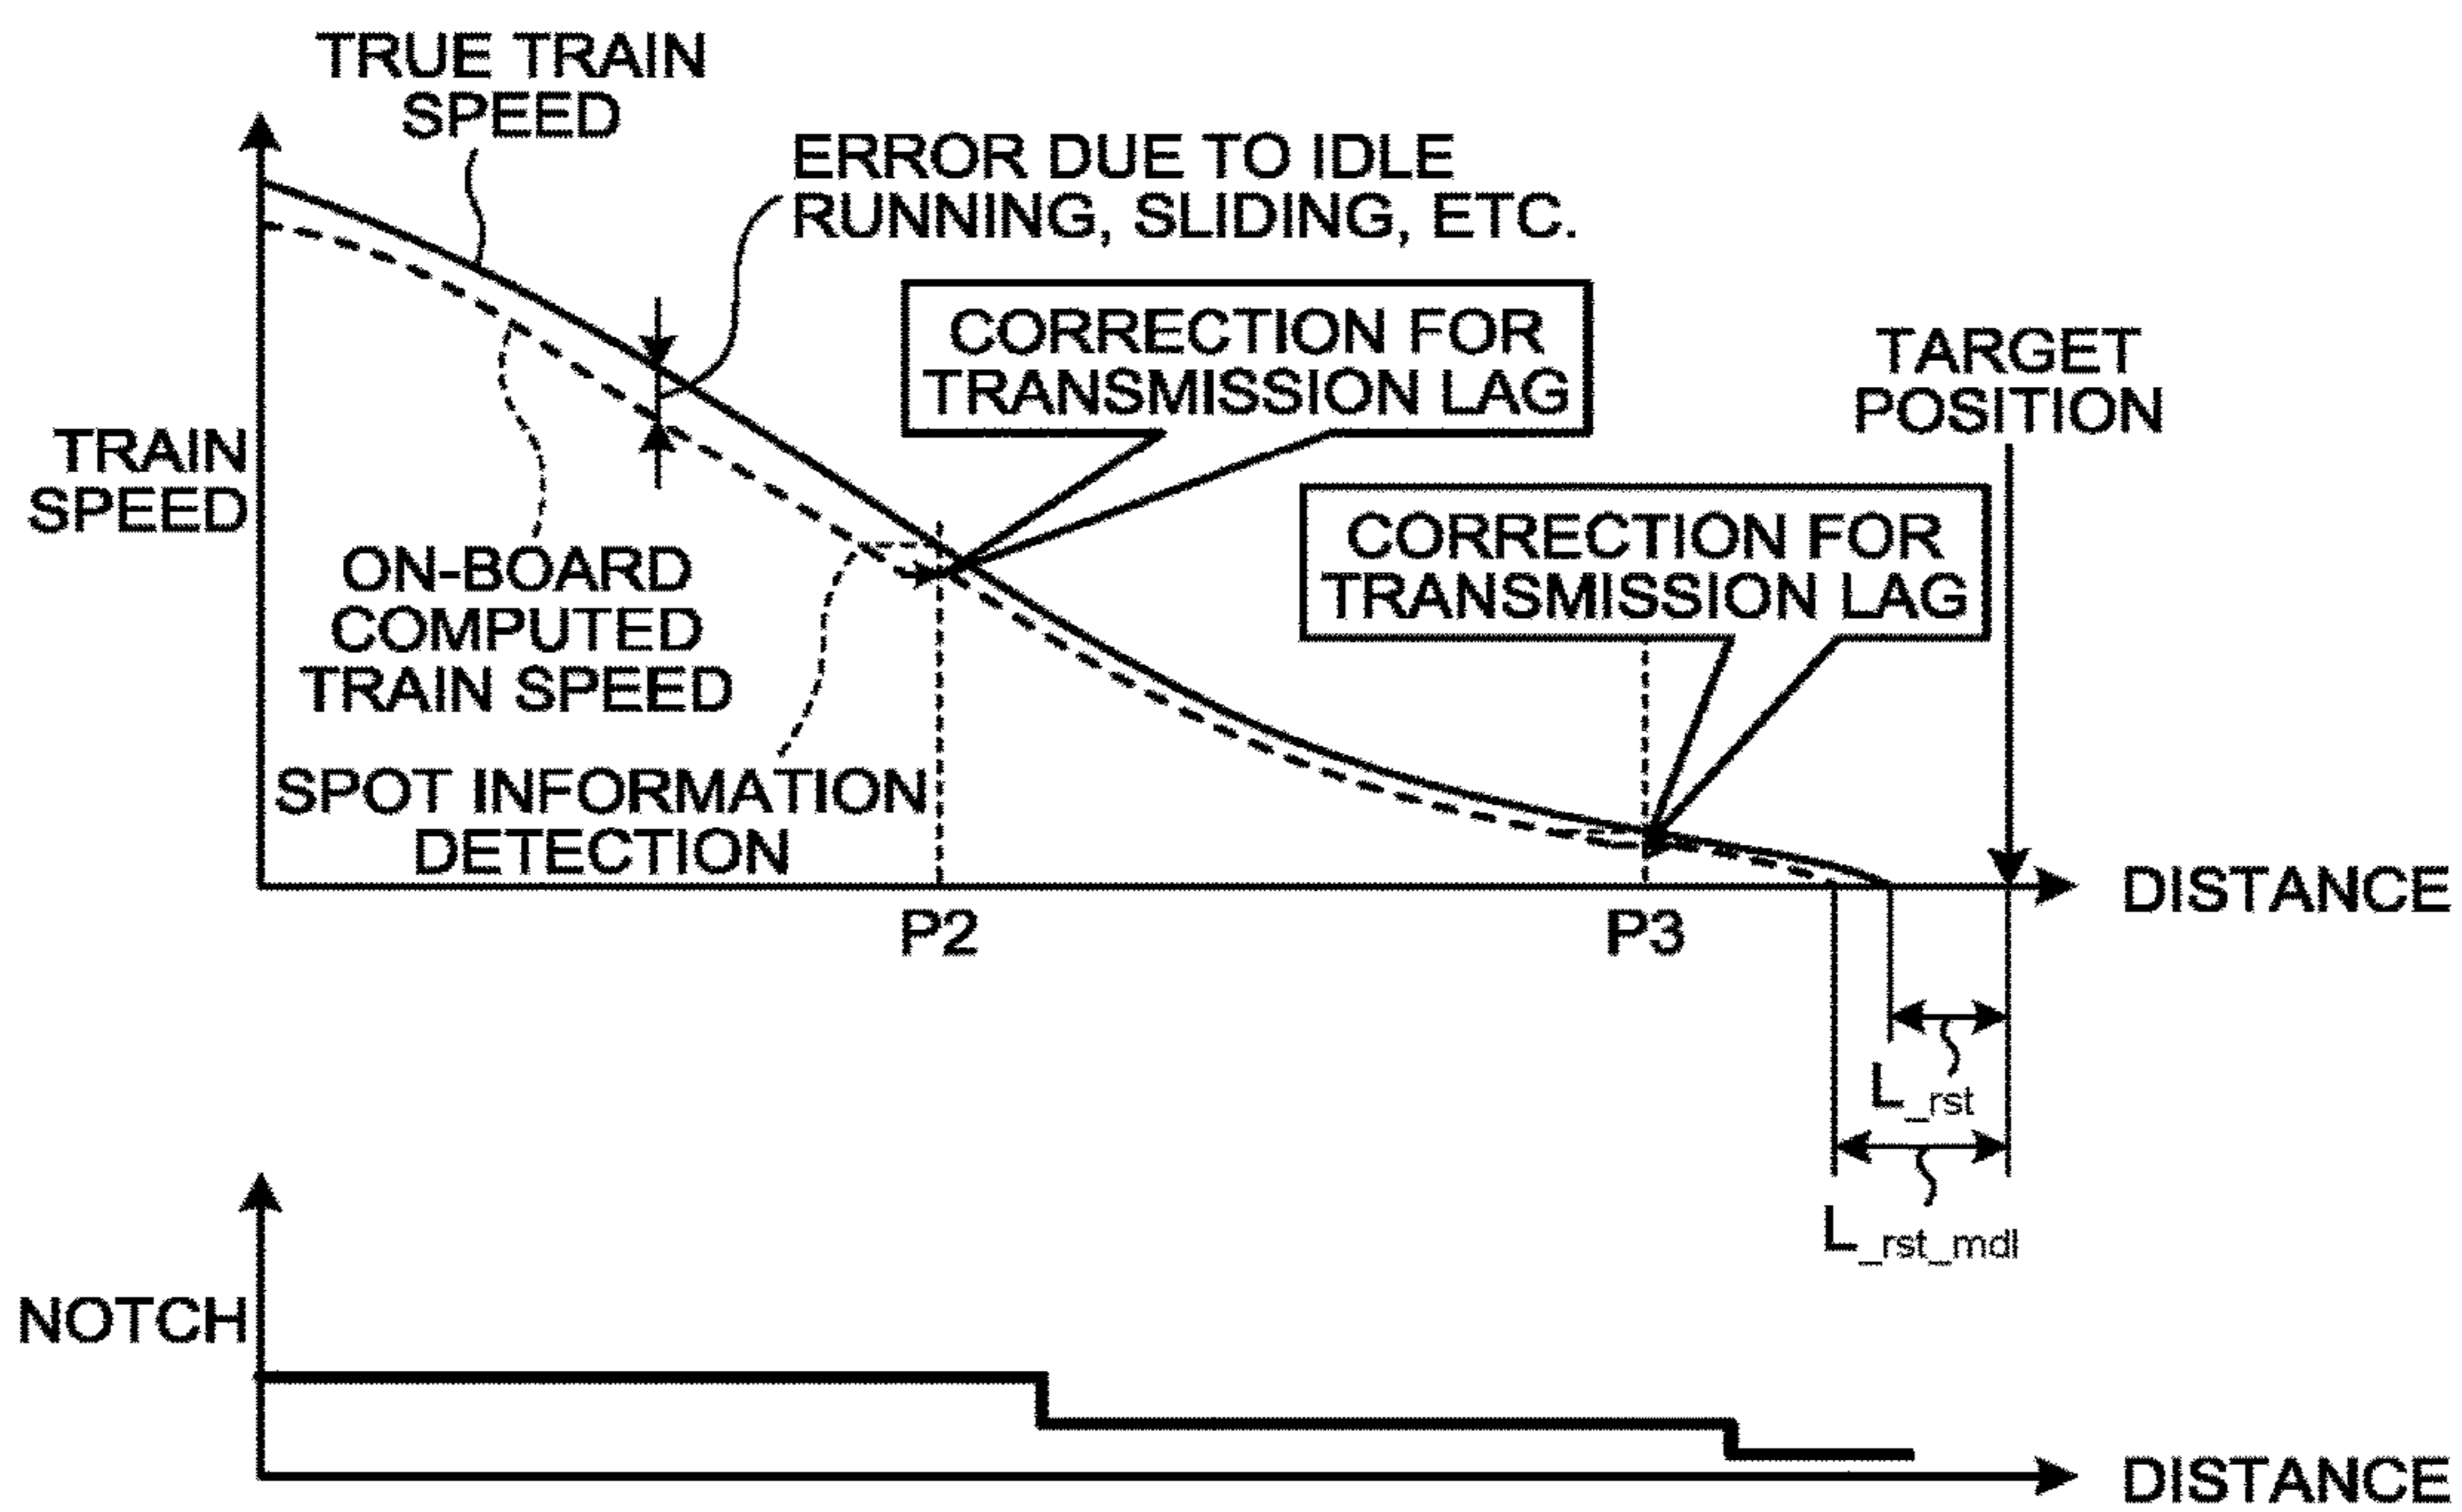 TRUE TRAIN
SPEED
ERROR DUE TO IDLE
RUNNING, SLIDING, ETC.
CORRECTION FOR
TRANSMISSION LAG
TARGET
POSITION
TRAIN
SPEED
CORRECTION FOR
TRANSMISSION LAG
ON-BOARD
COMPUTED
TRAIN SPEED
SPOT INFORMATION
DETECTION
DISTANCE
P2
P3
L_rst
L_rst_mdl
NOTCH
DISTANCE